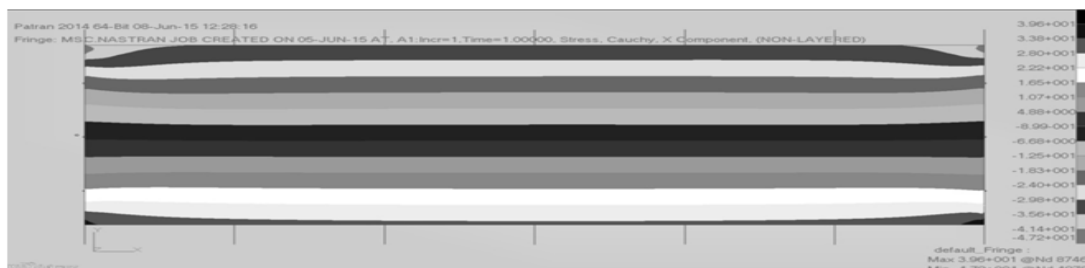 Patran 2014 64-Bit 08-Jun-15 12:28:16
Fringe: MSC.NASTRAN JOB CREATED ON 05-JUN-15 AT, A1:Incr=1,Time=1.00000, Stress, Cauchy, X Component, (NON-LAYERED)
3.96+001
3.38+001
2.80+001
2.22+001
1.65+001
1.07+001
4.88+000
-8.99-001
-6.68+000
-1.25+001
-1.83+001
-2.40+001
-2.98+001
-3.56+001
-4.14+001
-4.72+001
Y
Z
X
default_Fringe :
Max 3.96+001 @Nd 8746